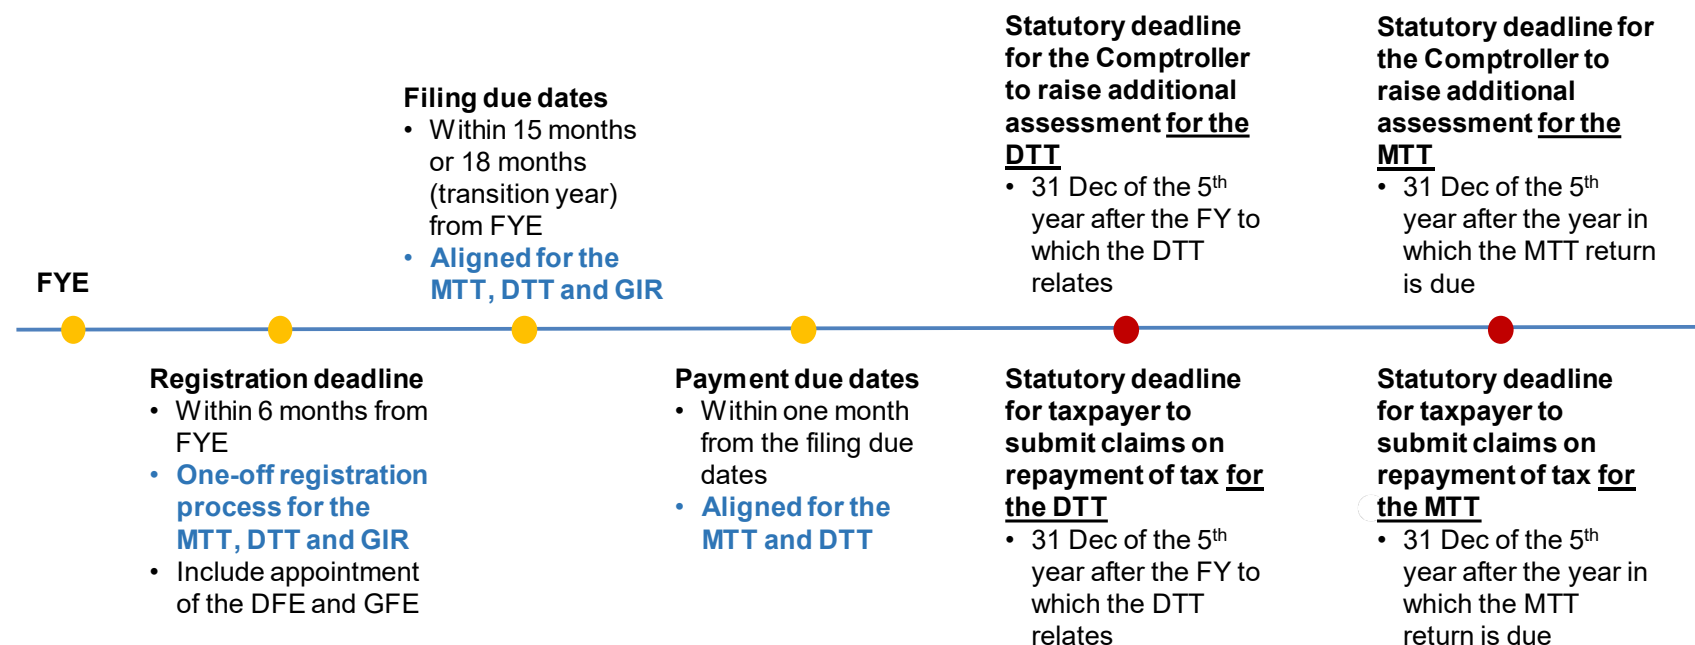 FYE
Registration deadline
• Within 6 months from
FYE
• One-off registration
process for the
MTT, DTT and GIR
• Include appointment
of the DFE and GFE
Filing due dates
• Within 15 months
or 18 months
(transition year)
from FYE
• Aligned for the
MTT, DTT and GIR
Payment due dates
• Within one month
from the filing due
dates
• Aligned for the
MTT and DTT
Statutory deadline
for the Comptroller
to raise additional
assessment for the
DTT
• 31 Dec of the 5th
year after the FY to
which the DTT
relates
Statutory deadline
for taxpayer to
submit claims on
repayment of tax for
the DTT
• 31 Dec of the 5th
year after the FY to
which the DTT
relates
Statutory deadline for
the Comptroller to
raise additional
assessment for the
MTT
• 31 Dec of the 5th
year after the year in
which the MTT return
is due
Statutory deadline
for taxpayer to
submit claims on
repayment of tax for
the MTT
• 31 Dec of the 5th
year after the year in
which the MTT
return is due